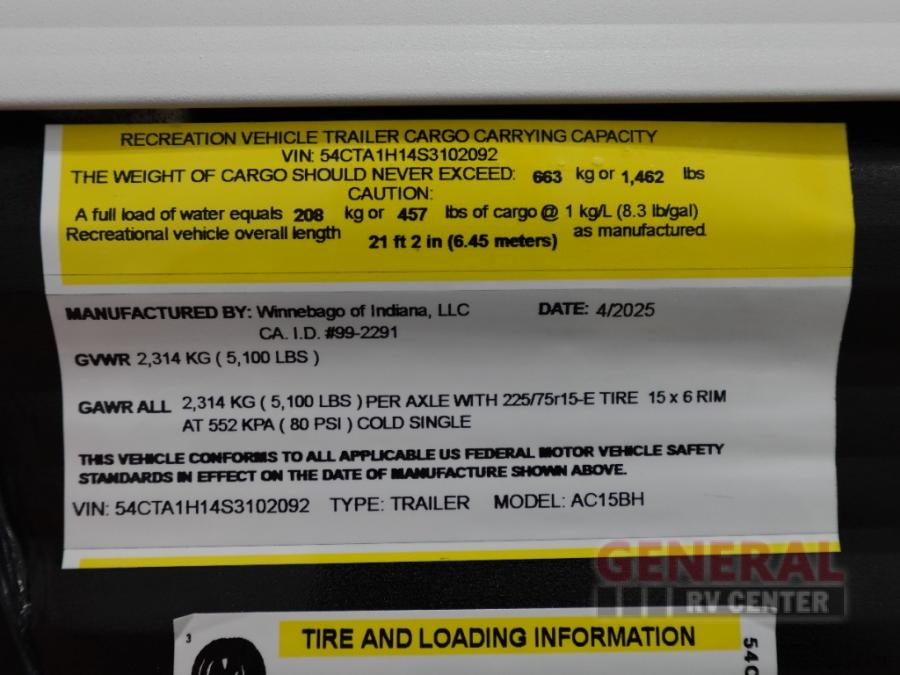 RECREATION VEHICLE TRAILER CARGO CARRYING CAPACITY
VIN: 54CTA1H14S3102092
THE WEIGHT OF CARGO SHOULD NEVER EXCEED: 663 kg or 1,462 lbs
CAUTION:
A full load of water equals 208 kg or 457 lbs of cargo @ 1 kg/L (8.3 lb/gal)
Recreational vehicle overall length 21 ft 2 in (6.45 meters) as manufactured.
MANUFACTURED BY: Winnebago of Indiana, LLC DATE: 4/2025
CA. I.D. #99-2291
GVWR 2,314 KG ( 5,100 LBS )
GAWR ALL 2,314 KG ( 5,100 LBS ) PER AXLE WITH 225/75r15-E TIRE 15 x 6 RIM
AT 552 KPA ( 80 PSI ) COLD SINGLE
THIS VEHICLE CONFORMS TO ALL APPLICABLE US FEDERAL MOTOR VEHICLE SAFETY
STANDARDS IN EFFECT ON THE DATE OF MANUFACTURE SHOWN ABOVE.
VIN: 54CTA1H14S3102092 TYPE: TRAILER MODEL: AC15BH
GENERAL
RV CENTER
3
TIRE AND LOADING INFORMATION
54C